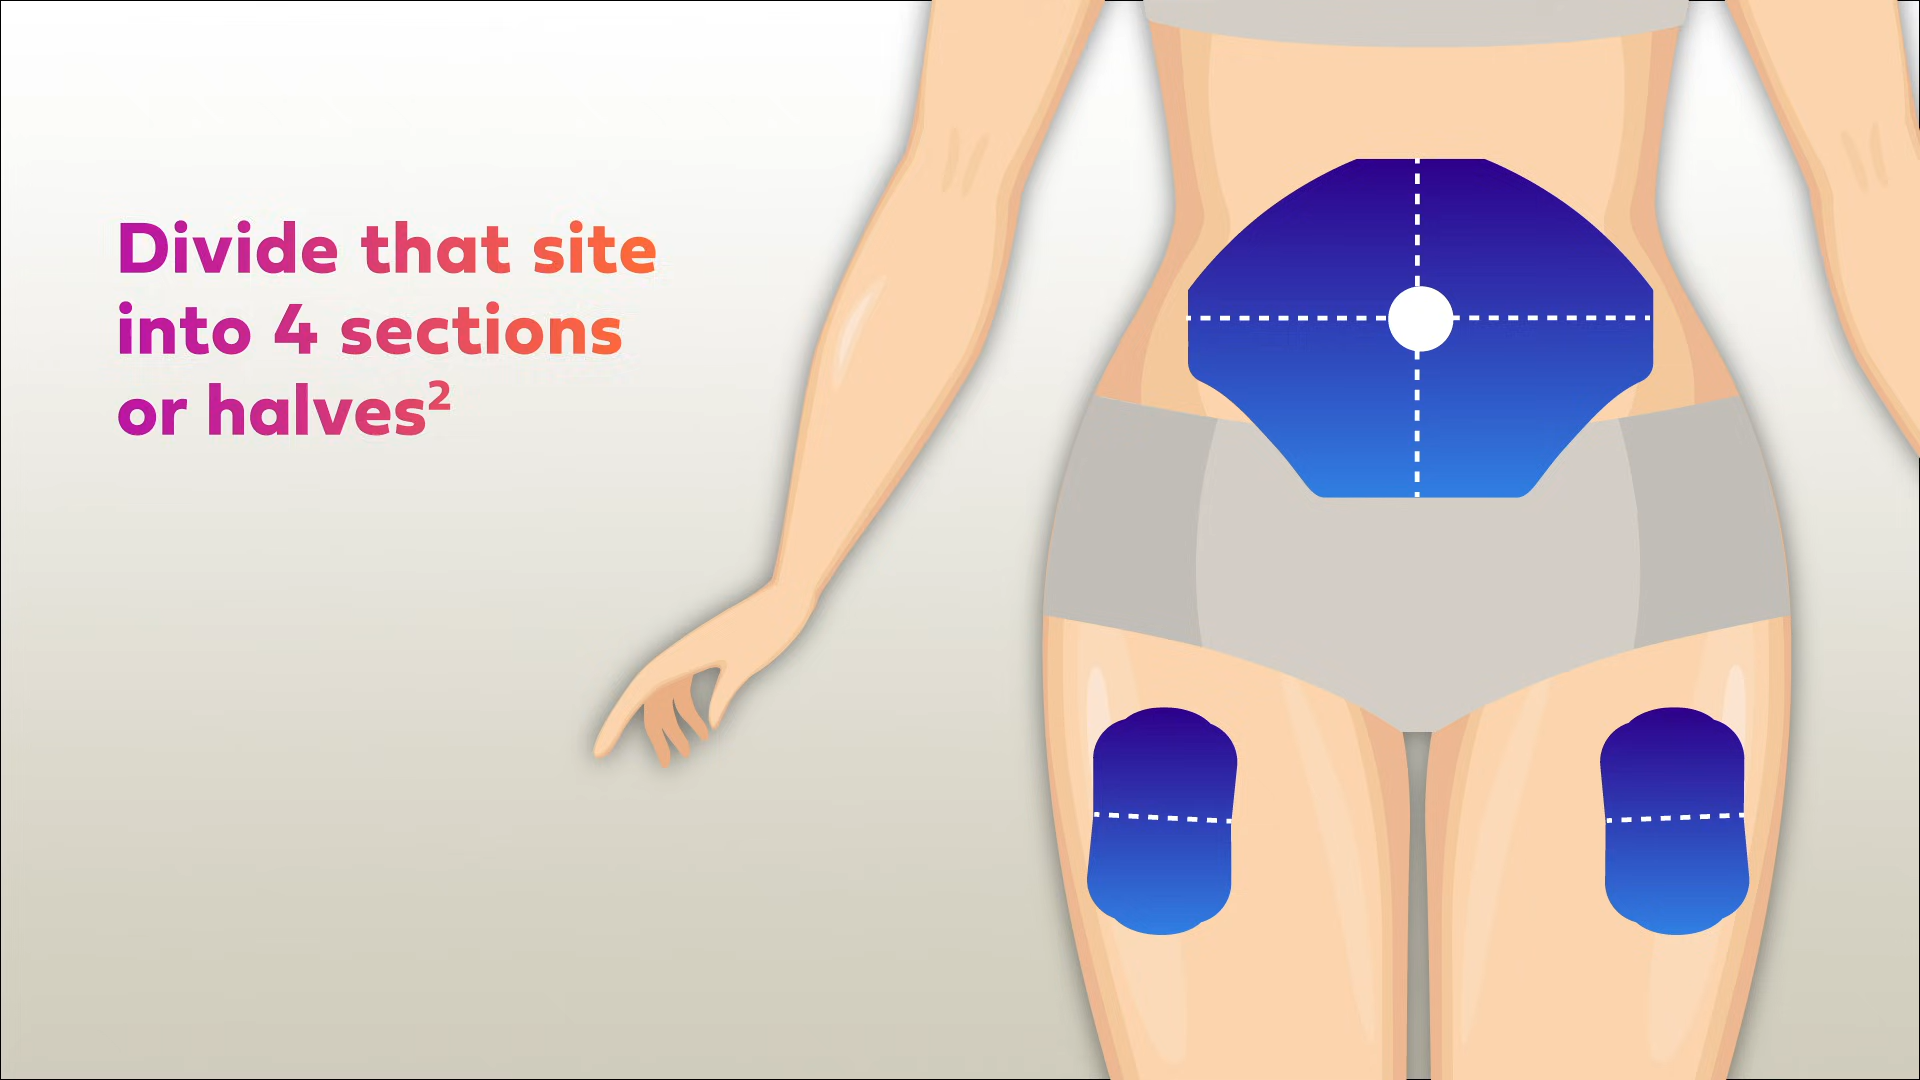 Divide that site
into 4 sections
or halves²